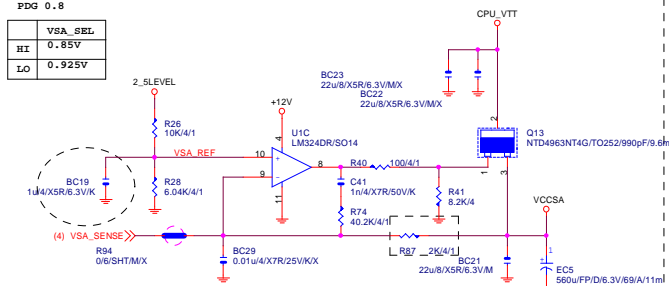 PDG 0.8
VSA_SEL
HI 0.85V
LO 0.925V
CPU_VTT
2_5LEVEL
+12V
BC23
22u/8/X5R/6.3V/M/X
BC22
22u/8/X5R/6.3V/M/X
R26
10K/4/1
4
U1C
LM324DR/SO14
2
Q13
NTD4963NT4G/TO252/990pF/9.6m
VSA_REF
10
+
9
-
8
11
R40
100/4/1
1
3
BC19
1u/4/X5R/6.3V/K
R28
6.04K/4/1
C41
1n/4/X7R/50V/K
R41
8.2K/4
VCCSA
R74
40.2K/4/1
(4) VSA_SENSE
R94
0/6/SHT/M/X
BC29
0.01u/4/X7R/25V/K/X
R87
2K/4/1
BC21
22u/8/X5R/6.3V/M
1
EC5
560u/FP/D/6.3V/69/A/11m